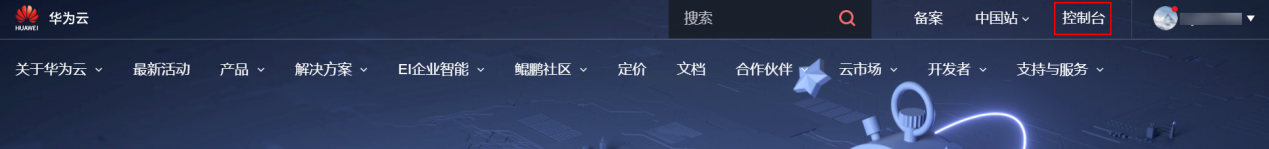 HUAWEI 华为云 搜索 备案 中国站 控制台
关于华为云 最新活动 产品 解决方案 EI企业智能 鲲鹏社区 定价 文档 合作伙伴 云市场 开发者 支持与服务